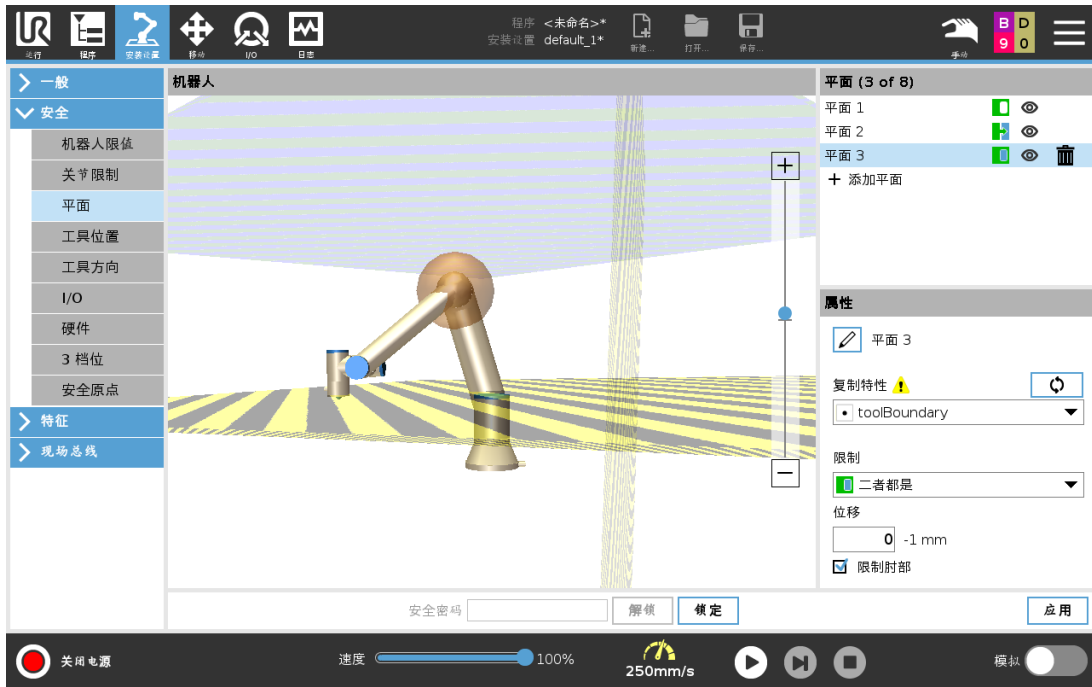 程序 <未命名>*
安装设置 default_1*
运行
程序
安装设置
移动
I/O
日志
新建...
打开...
保存...
手动
B D
9 0
一般
安全
机器人限值
关节限制
平面
工具位置
工具方向
I/O
硬件
3 档位
安全原点
特征
现场总线
机器人
平面 (3 of 8)
平面 1
平面 2
平面 3
添加平面
属性
平面 3
复制特性
toolBoundary
限制
二者都是
位移
0 -1 mm
限制肘部
安全密码
解锁
锁定
应用
关闭电源
速度
100%
250mm/s
模拟